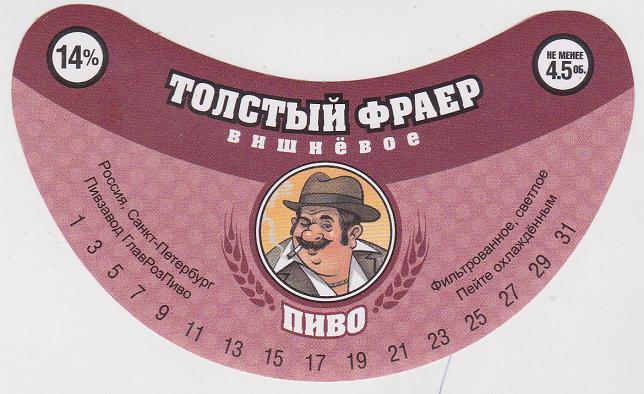 14%
НЕ МЕНЕЕ
4.5 ОБ.
ТОЛСТЫЙ ФРАЕР
вишнёвое
Россия, Санкт-Петербург
Пивзавод ГлавРозПиво
Фильтрованное, светлое
Пейте охлаждённым
ПИВО
1 3 5 7 9 11 13 15 17 19 21 23 25 27 29 31